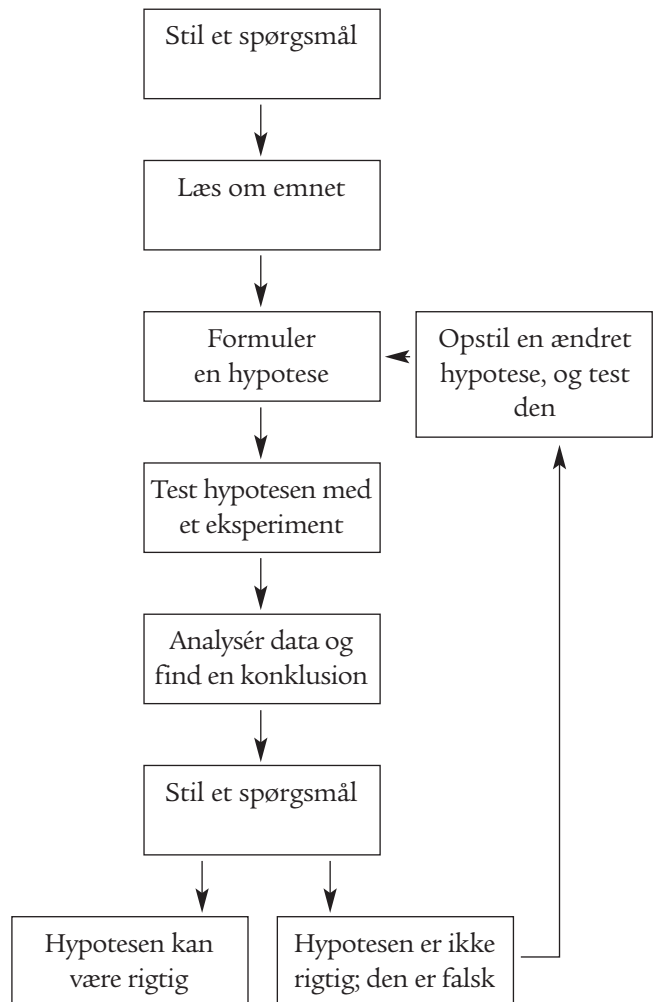 Stil et spørgsmål
Læs om emnet
Formuler
en hypotese
Opstil en ændret
hypotese, og test
den
Test hypotesen med
et eksperiment
Analysér data og
find en konklusion
Stil et spørgsmål
Hypotesen kan
være rigtig
Hypotesen er ikke
rigtig; den er falsk